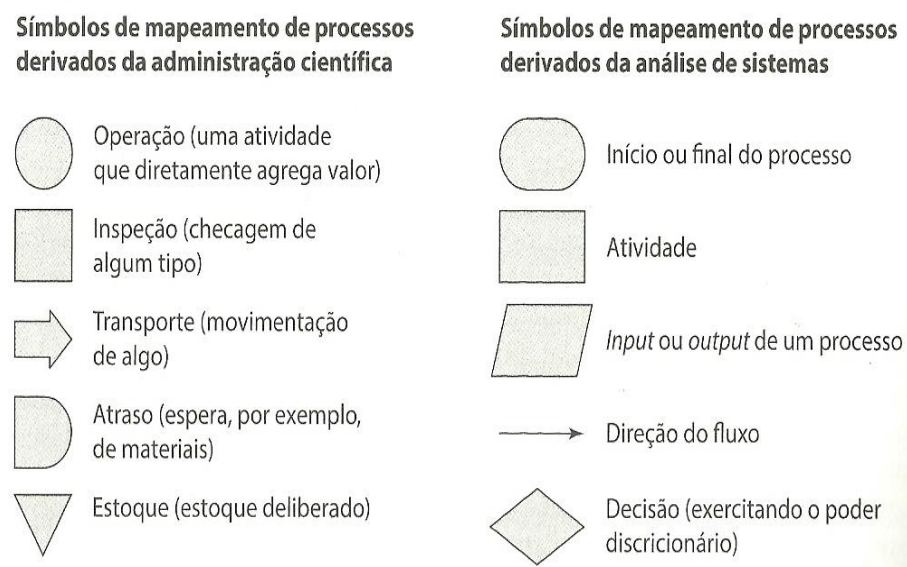 Símbolos de mapeamento de processos
derivados da administração científica
Operação (uma atividade
que diretamente agrega valor)
Inspeção (checagem de
algum tipo)
Transporte (movimentação
de algo)
Atraso (espera, por exemplo,
de materiais)
Estoque (estoque deliberado)
Símbolos de mapeamento de processos
derivados da análise de sistemas
Início ou final do processo
Atividade
Input ou output de um processo
Direção do fluxo
Decisão (exercitando o poder
discricionário)